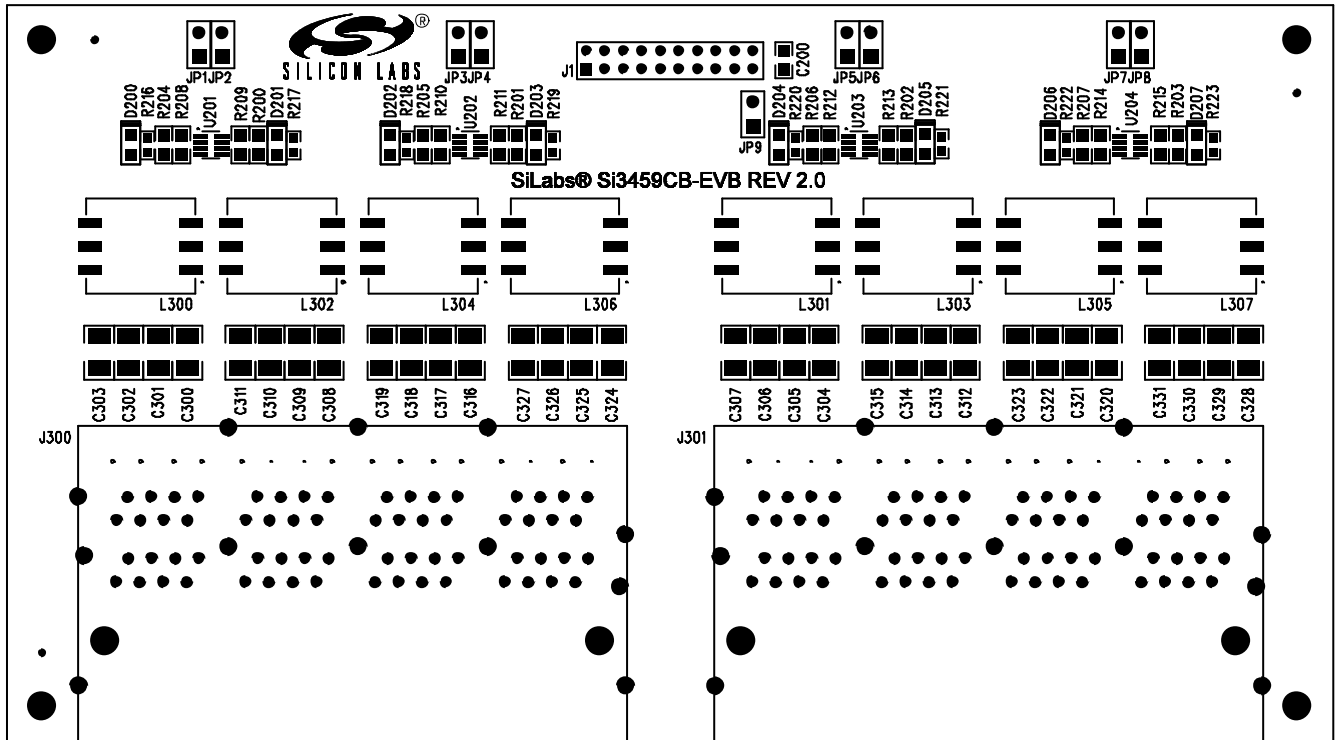 ®
SILICON LABS
JP1JP2
JP3JP4
J1
C200
JP5JP6
JP7JP8
D200
R216
R204
R208
U201
R209
R200
D201
R217
D202
R218
R205
R210
U202
R211
R201
D203
R219
JP9
D204
R220
R206
R212
U203
R213
R202
D205
R221
D206
R222
R207
R214
U204
R215
R203
D207
R223
SiLabs® Si3459CB-EVB REV 2.0
L300
L302
L304
L306
L301
L303
L305
L307
C303
C302
C301
C300
C311
C310
C309
C308
C319
C318
C317
C316
C327
C326
C325
C324
C307
C306
C305
C304
C315
C314
C313
C312
C323
C322
C321
C320
C331
C330
C329
C328
J300
J301